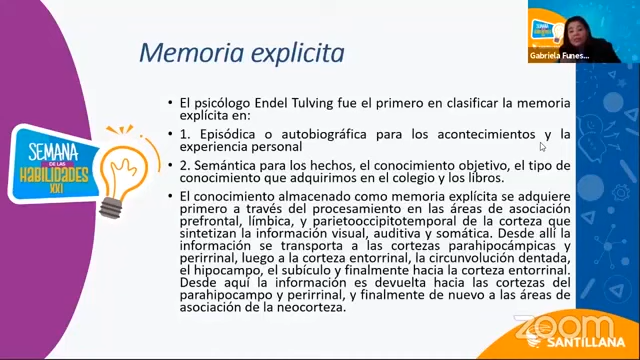 Memoria explicita
• El psicólogo Endel Tulving fue el primero en clasificar la memoria
explícita en:
• 1. Episódica o autobiográfica para los acontecimientos y la
experiencia personal
• 2. Semántica para los hechos, el conocimiento objetivo, el tipo de
conocimiento que adquirimos en el colegio y los libros.
• El conocimiento almacenado como memoria explícita se adquiere
primero a través del procesamiento en las áreas de asociación
prefrontal, límbica, y parietooccipitotemporal de la corteza que
sintetizan la información visual, auditiva y somática. Desde allí la
información se transporta a las cortezas parahipocámpicas y
perirrinal, luego a la corteza entorrinal, la circunvolución dentada,
el hipocampo, el subículo y finalmente hacia la corteza entorrinal.
Desde aquí la información es devuelta hacia las cortezas del
parahipocampo y perirrinal, y finalmente de nuevo a las áreas de
asociación de la neocorteza.
SEMANA
DE LAS
HABILIDADES
XXI
Gabriela Funes...
zoom
SANTILLANA